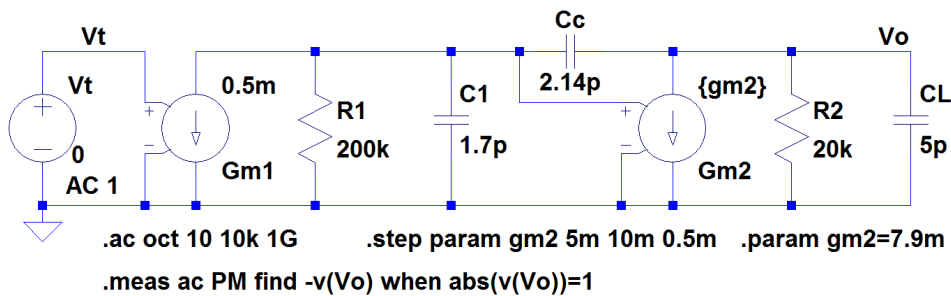 Cc
Vt
Vo
Vt
0.5m
2.14p
{gm2}
C1
R1
R2
CL
+
+
+
−
−
−
200k
1.7p
20k
5p
0
Gm1
Gm2
AC 1
.ac oct 10 10k 1G
.step param gm2 5m 10m 0.5m
.param gm2=7.9m
.meas ac PM find -v(Vo) when abs(v(Vo))=1